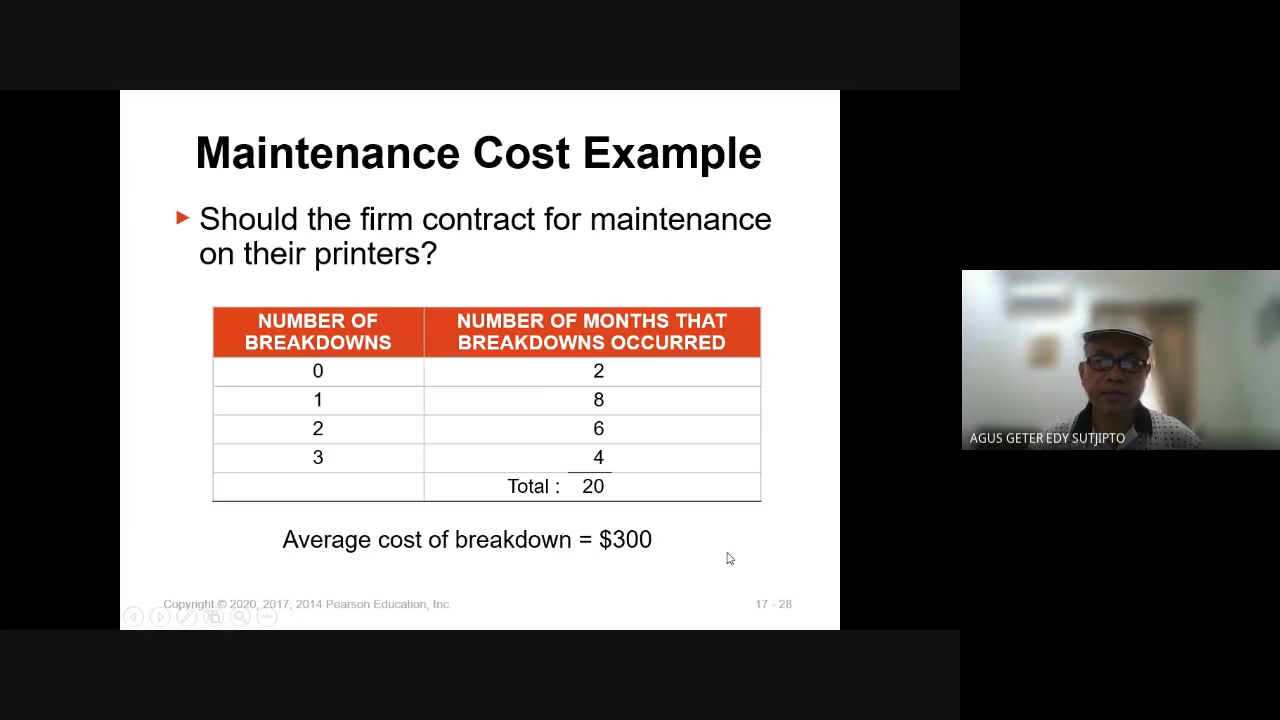 Maintenance Cost Example
Should the firm contract for maintenance
on their printers?
NUMBER OF
BREAKDOWNS
NUMBER OF MONTHS THAT
BREAKDOWNS OCCURRED
0 2
1 8
2 6
3 4
Total : 20
Average cost of breakdown = $300
Copyright © 2020, 2017, 2014 Pearson Education, Inc.
17 - 28
AGUS GETER EDY SUTJIPTO